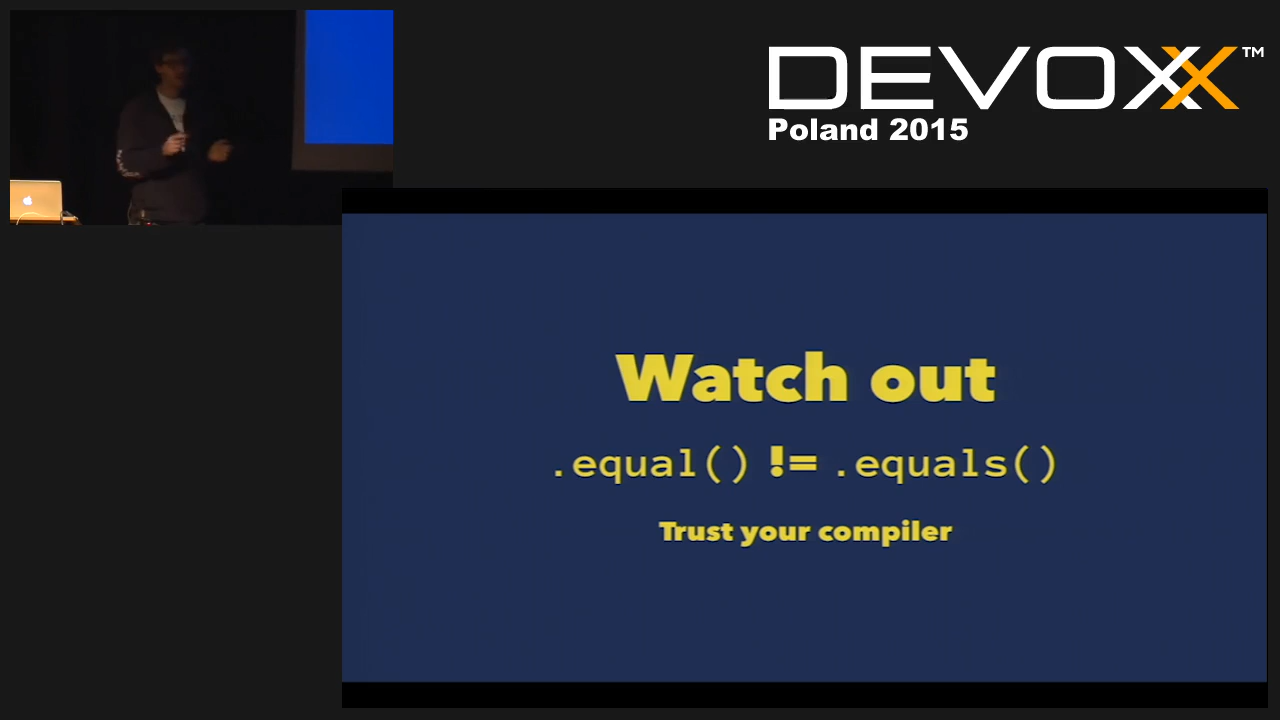 DEVOXX™
Poland 2015
Watch out
.equal() != .equals()
Trust your compiler